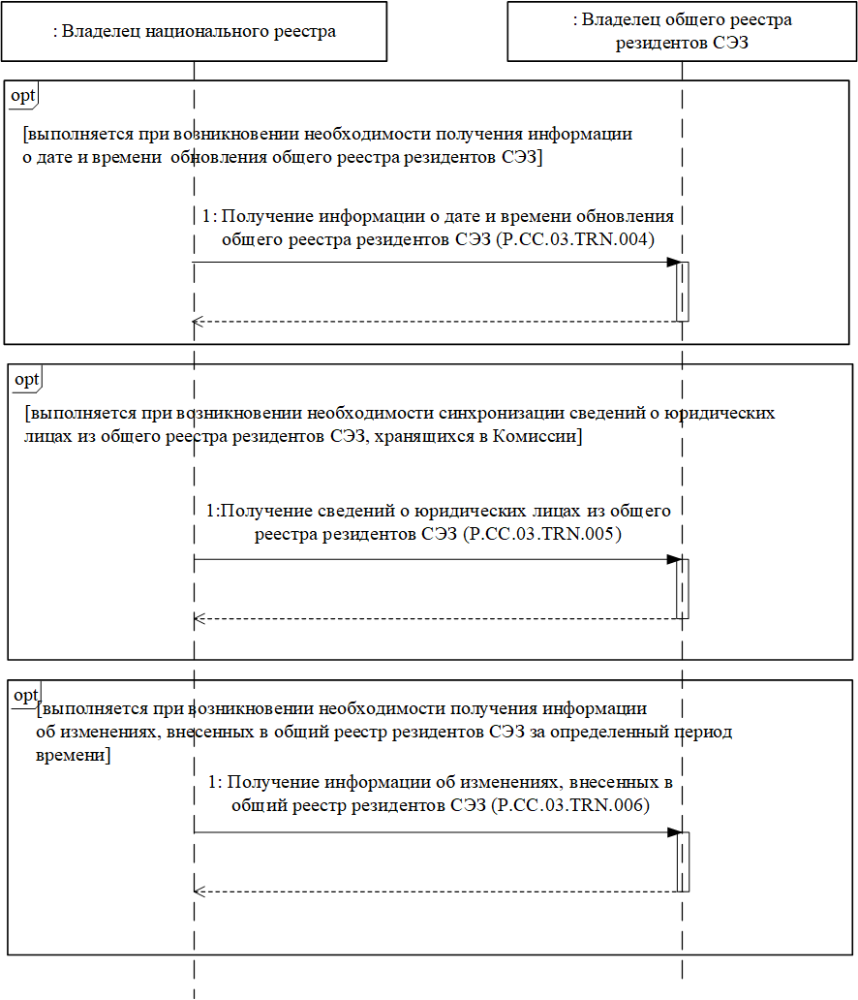 : Владелец национального реестра
: Владелец общего реестра
резидентов СЭЗ
opt
[выполняется при возникновении необходимости получения информации
о дате и времени обновления общего реестра резидентов СЭЗ]
1: Получение информации о дате и времени обновления
общего реестра резидентов СЭЗ (P.CC.03.TRN.004)
opt
[выполняется при возникновении необходимости синхронизации сведений о юридических
лицах из общего реестра резидентов СЭЗ, хранящихся в Комиссии]
1:Получение сведений о юридических лицах из общего
реестра резидентов СЭЗ (P.CC.03.TRN.005)
opt
[выполняется при возникновении необходимости получения информации
об изменениях, внесенных в общий реестр резидентов СЭЗ за определенный период
времени]
1: Получение информации об изменениях, внесенных в
общий реестр резидентов СЭЗ (P.CC.03.TRN.006)